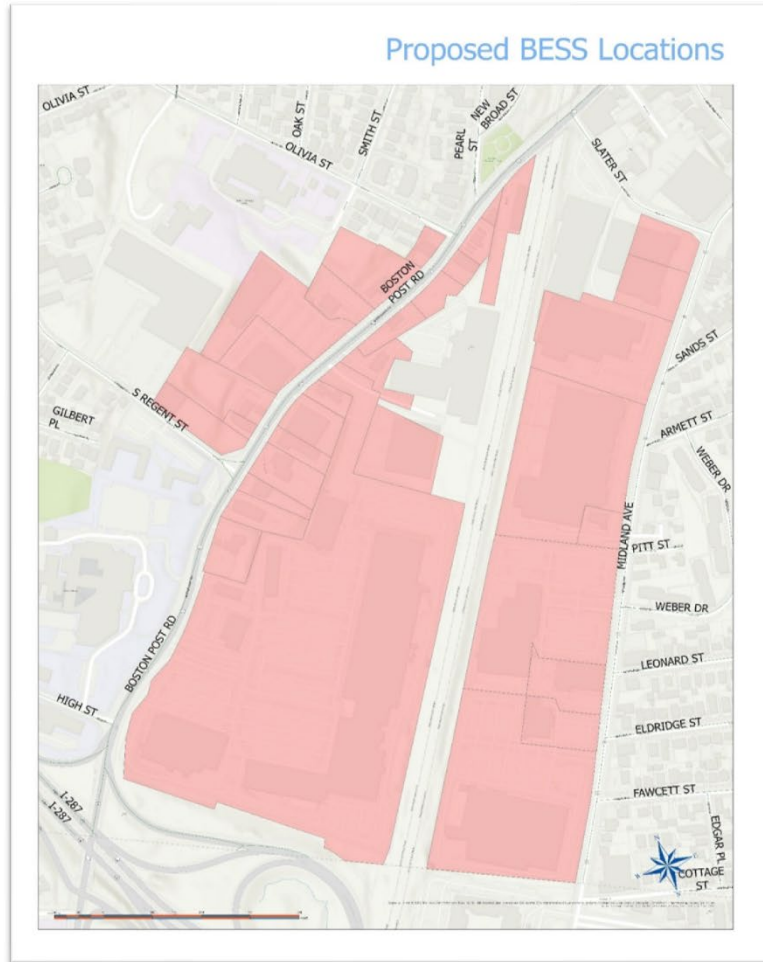 Proposed BESS Locations
OLIVIA ST
OAK ST
SMITH ST
PEARL
ST
NEW
BROAD ST
OLIVIA ST
SLATER ST
BOSTON
POST RD
SANDS ST
S REGENT ST
GILBERT
PL
ARMETT ST
WEBER DR
MIDLAND AVE
PITT ST
WEBER DR
BOSTON POST RD
LEONARD ST
HIGH ST
ELDRIDGE ST
I-287
I-287
FAWCETT ST
EDGAR PL
COTTAGE
ST